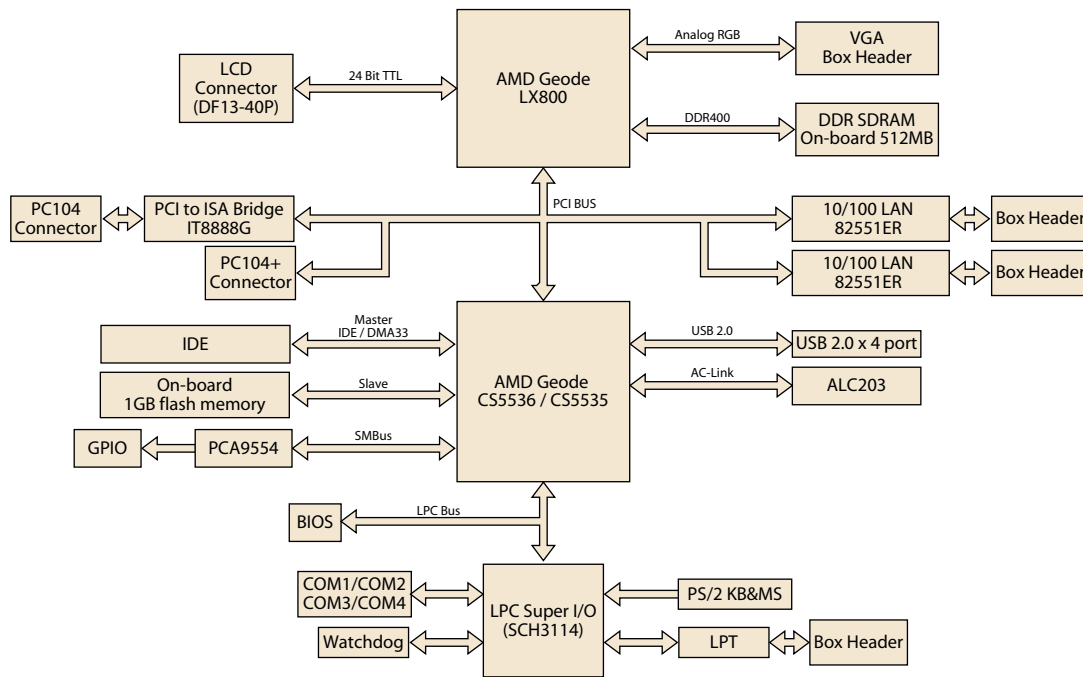 Analog RGB
VGA
Box Header
LCD
Connector
(DF13-40P)
24 Bit TTL
AMD Geode
LX800
DDR400
DDR SDRAM
On-board 512MB
PC104
Connector
PCI to ISA Bridge
IT8888G
PCI BUS
10/100 LAN
82551ER
Box Header
PC104+
Connector
10/100 LAN
82551ER
Box Header
IDE
Master
IDE / DMA33
AMD Geode
CS5536 / CS5535
USB 2.0
USB 2.0 x 4 port
On-board
1GB flash memory
Slave
AC-Link
ALC203
GPIO
PCA9554
SMBus
BIOS
LPC Bus
COM1/COM2
COM3/COM4
LPC Super I/O
(SCH3114)
PS/2 KB&MS
Watchdog
LPT
Box Header